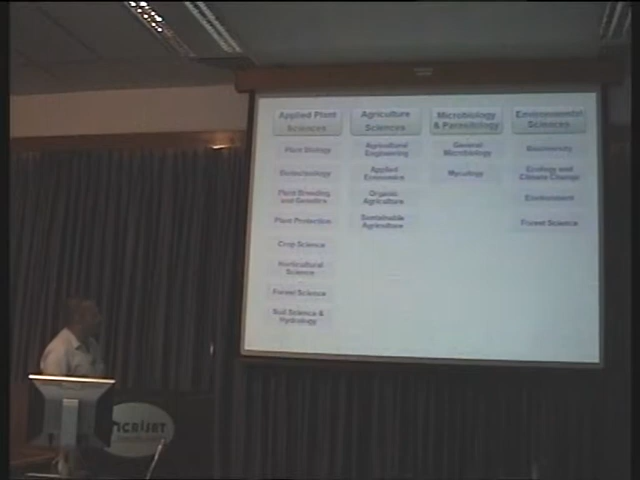 Applied Plant
Sciences
Plant Biology
Biotechnology
Plant Breeding
and Genetics
Plant Protection
Crop Science
Horticultural
Science
Forest Science
Soil Science &
Hydrology
Agriculture
Sciences
Agricultural
Engineering
Applied
Economics
Organic
Agriculture
Sustainable
Agriculture
Microbiology
& Parasitology
General
Microbiology
Mycology
Environmental
Sciences
Biodiversity
Ecology and
Climate Change
Environment
Forest Science